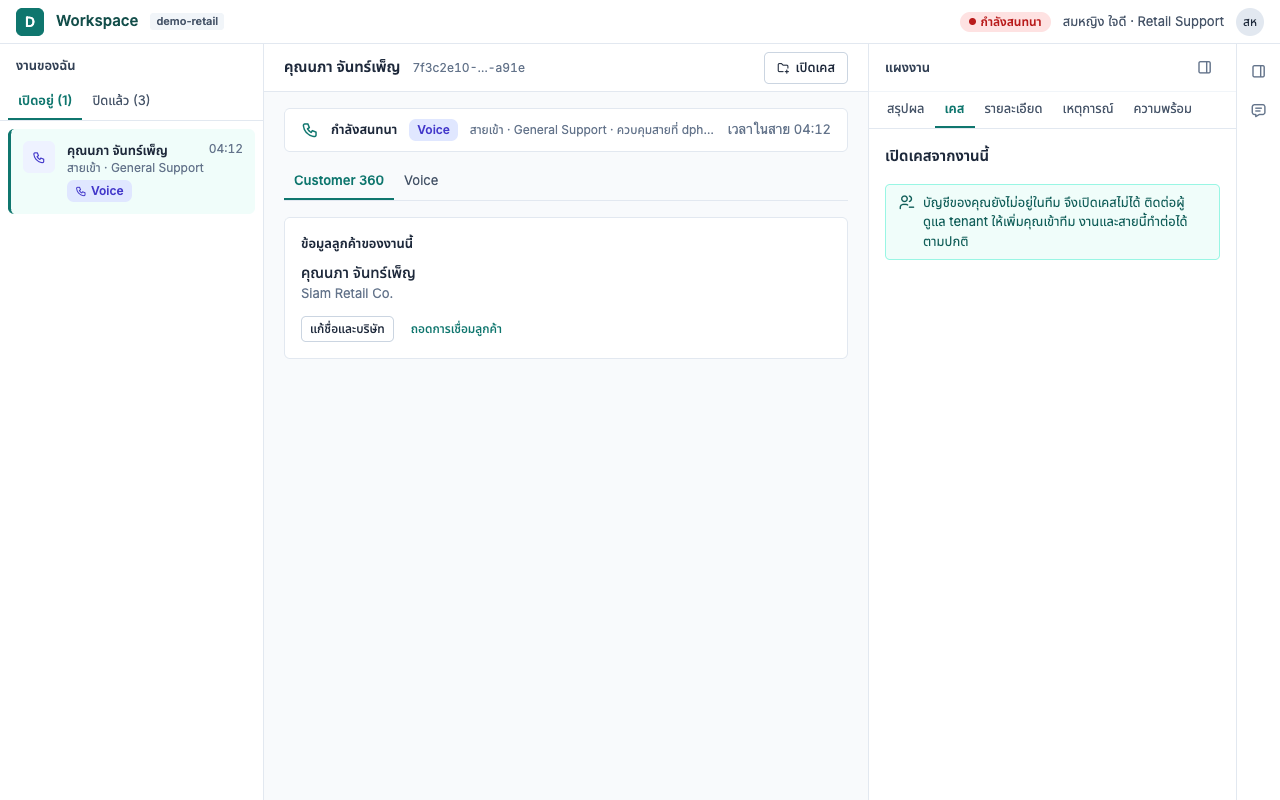 D Workspace demo-retail
กำลังสนทนา สมหญิง ใจดี · Retail Support สห
งานของฉัน
เปิดอยู่ (1) ปิดแล้ว (3)
คุณนภา จันทร์เพ็ญ 04:12
สายเข้า · General Support
Voice
คุณนภา จันทร์เพ็ญ 7f3c2e10-...-a91e เปิดเคส
กำลังสนทนา Voice สายเข้า · General Support · ควบคุมสายที่ dph... เวลาในสาย 04:12
Customer 360 Voice
ข้อมูลลูกค้าของงานนี้
คุณนภา จันทร์เพ็ญ
Siam Retail Co.
แก้ชื่อและบริษัท ถอดการเชื่อมลูกค้า
แผงงาน
สรุปผล เคส รายละเอียด เหตุการณ์ ความพร้อม
เปิดเคสจากงานนี้
บัญชีของคุณยังไม่อยู่ในทีม จึงเปิดเคสไม่ได้ ติดต่อผู้
ดูแล tenant ให้เพิ่มคุณเข้าทีม งานและสายนี้ทำต่อได้
ตามปกติ